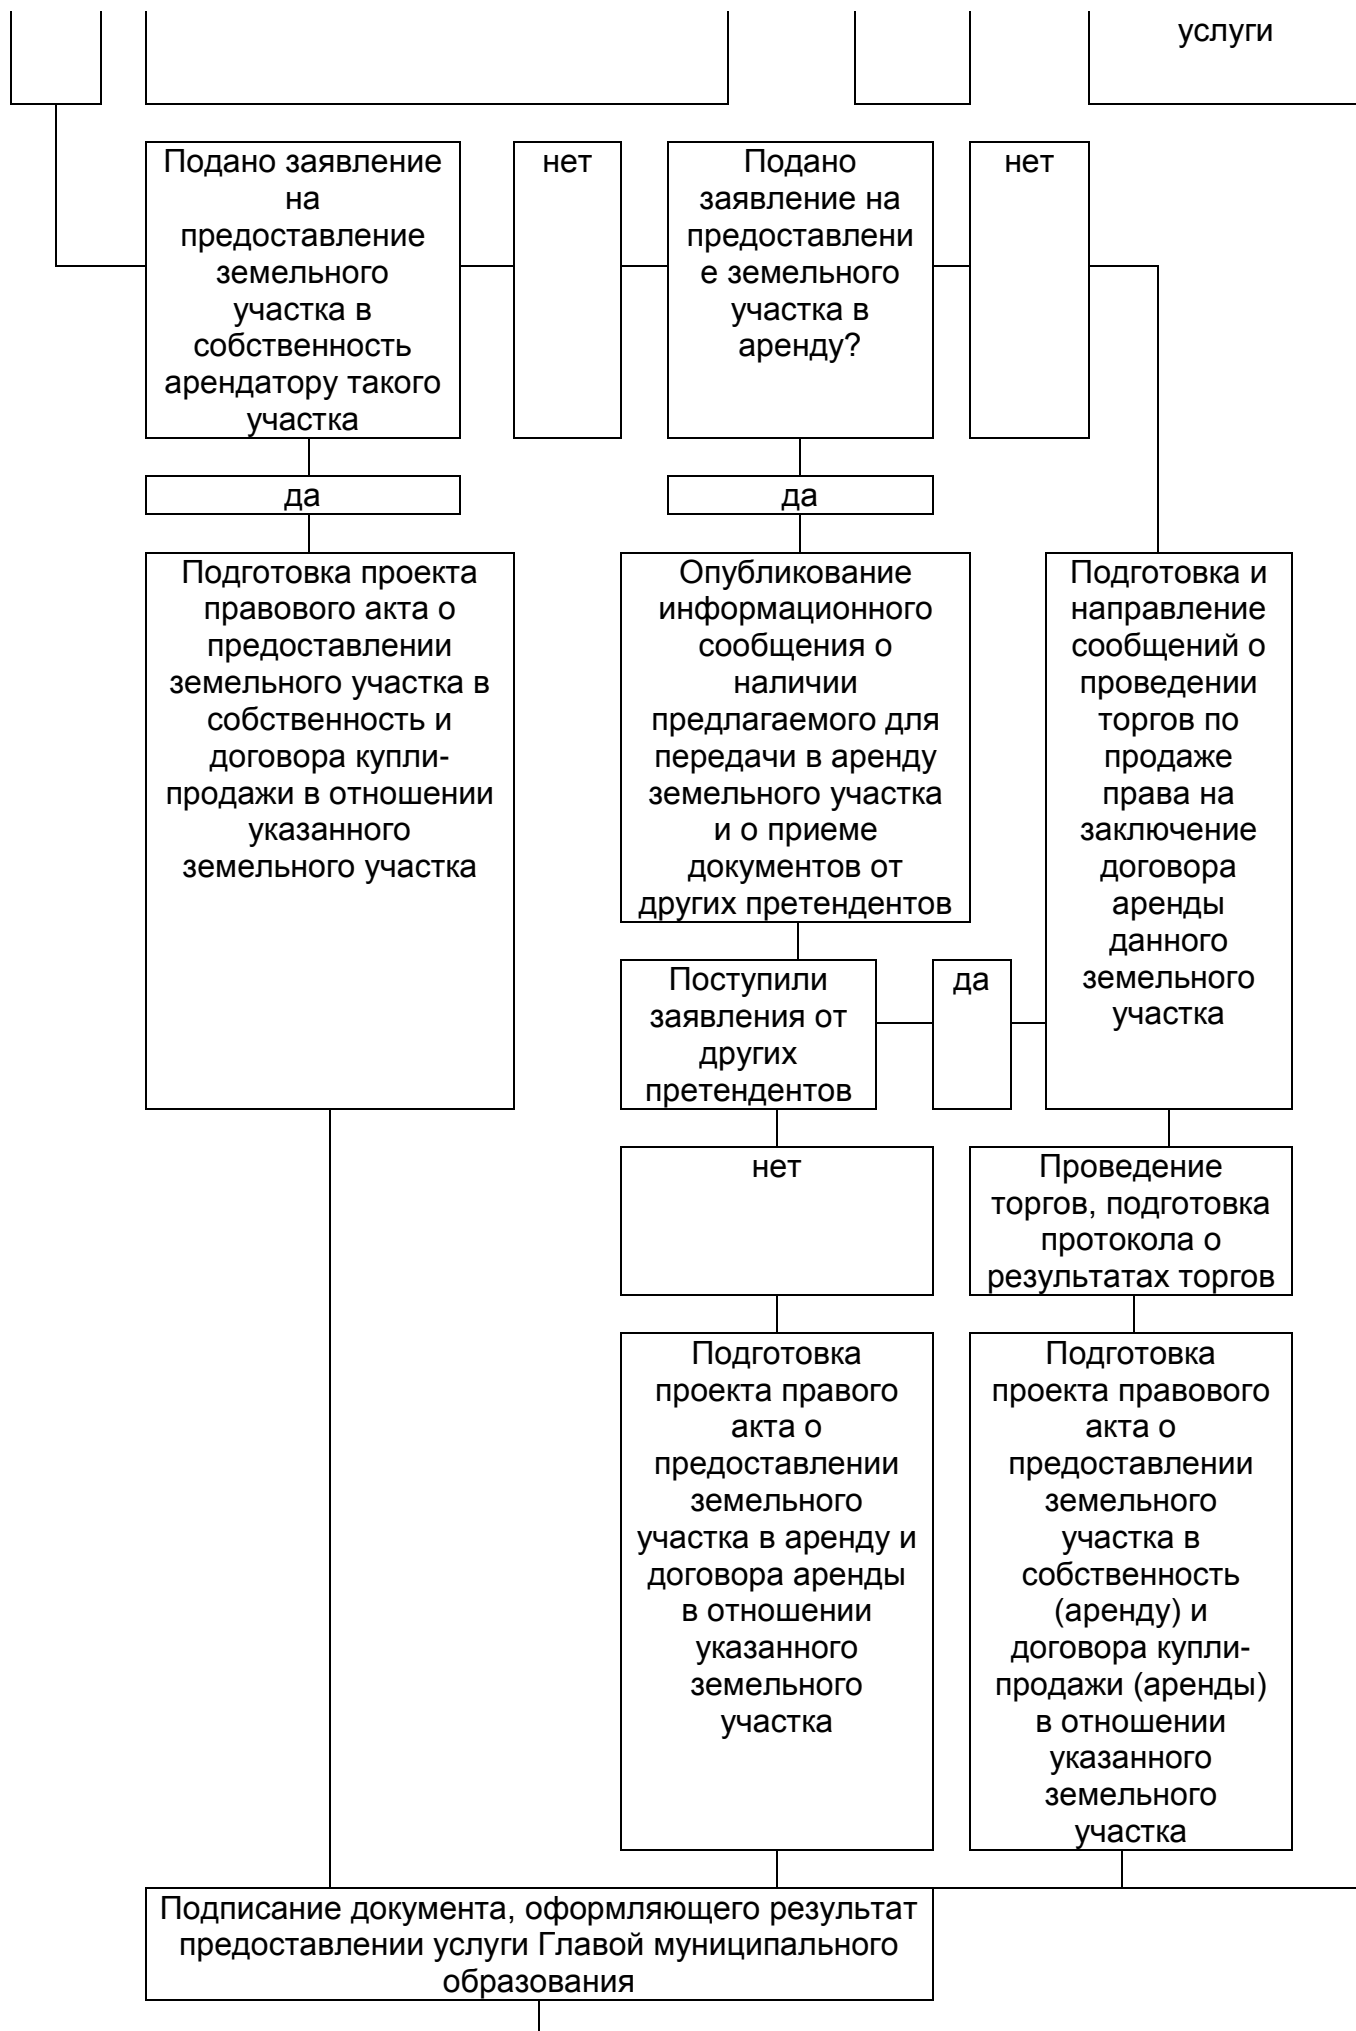 услуги
Подано заявление
на
предоставление
земельного
участка в
собственность
арендатору такого
участка
нет
Подано
заявление на
предоставлени
е земельного
участка в
аренду?
нет
да
да
Подготовка проекта
правового акта о
предоставлении
земельного участка в
собственность и
договора купли-
продажи в отношении
указанного
земельного участка
Опубликование
информационного
сообщения о
наличии
предлагаемого для
передачи в аренду
земельного участка
и о приеме
документов от
других претендентов
Подготовка и
направление
сообщений о
проведении
торгов по
продаже
права на
заключение
договора
аренды
данного
земельного
участка
Поступили
заявления от
других
претендентов
да
нет
Проведение
торгов, подготовка
протокола о
результатах торгов
Подготовка
проекта правого
акта о
предоставлении
земельного
участка в аренду и
договора аренды
в отношении
указанного
земельного
участка
Подготовка
проекта правового
акта о
предоставлении
земельного
участка в
собственность
(аренду) и
договора купли-
продажи (аренды)
в отношении
указанного
земельного
участка
Подписание документа, оформляющего результат
предоставлении услуги Главой муниципального
образования